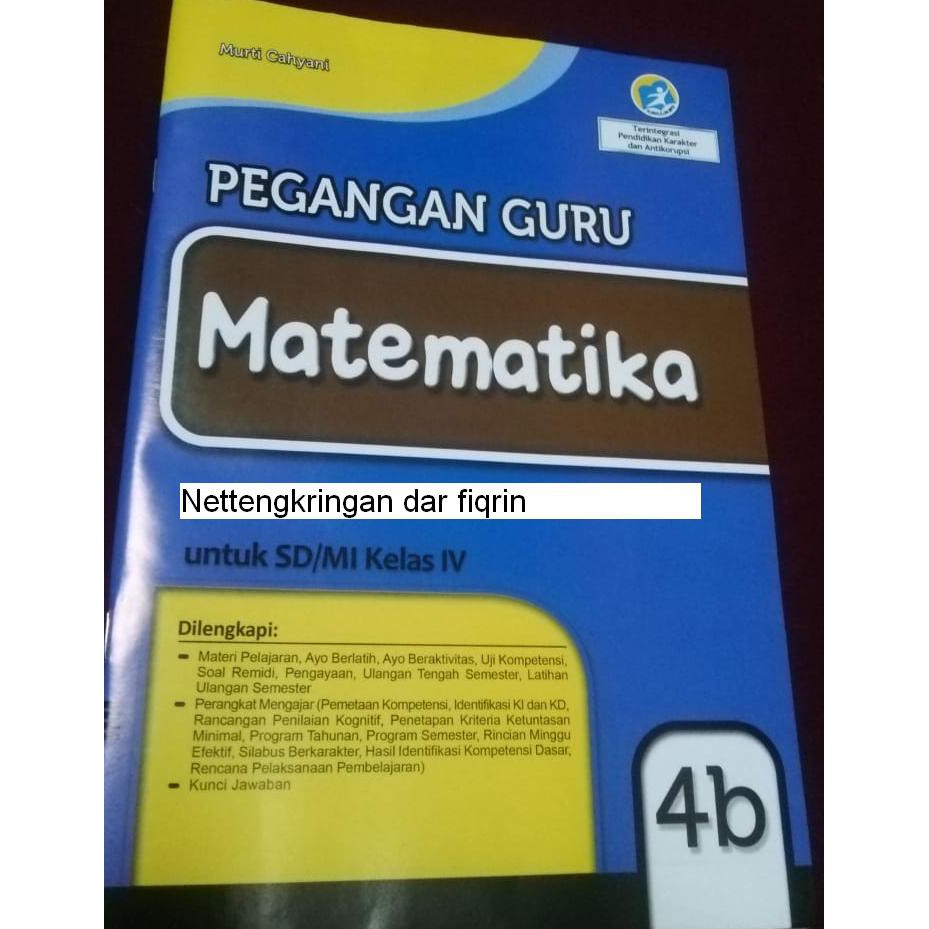 Murti Cahyani
Terintegrasi
Pendidikan Karakter
dan Antikorupsi
PEGANGAN GURU
Matematika
Nettengkringan dar fiqrin
untuk SD/MI Kelas IV
Dilengkapi:
- Materi Pelajaran, Ayo Berlatih, Ayo Beraktivitas, Uji Kompetensi,
Soal Remidi, Pengayaan, Ulangan Tengah Semester, Latihan
Ulangan Semester
- Perangkat Mengajar (Pemetaan Kompetensi, Identifikasi KI dan KD,
Rancangan Penilaian Kognitif, Penetapan Kriteria Ketuntasan
Minimal, Program Tahunan, Program Semester, Rincian Minggu
Efektif, Silabus Berkarakter, Hasil Identifikasi Kompetensi Dasar,
Rencana Pelaksanaan Pembelajaran)
- Kunci Jawaban
4b